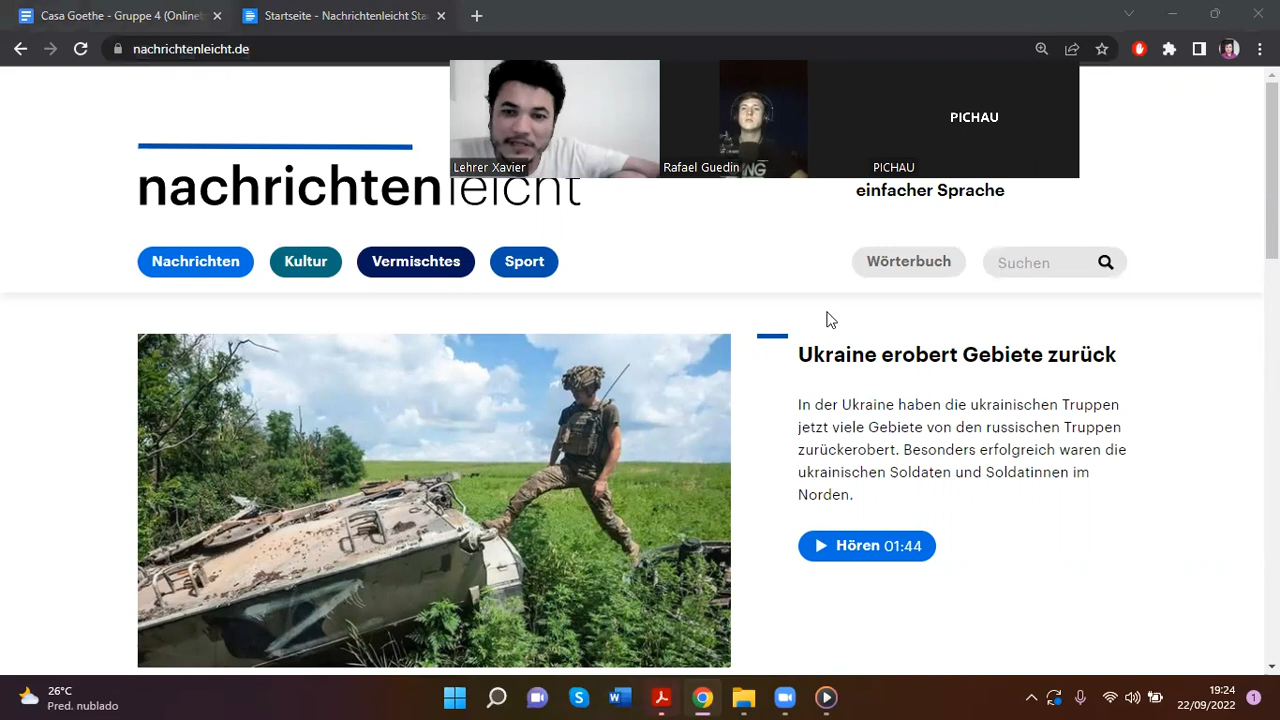 Casa Goethe - Gruppe 4 (Online
Startseite - Nachrichtenleicht Sta
nachrichtenleicht.de
Lehrer Xavier
Rafael Guedin
PICHAU
PICHAU
nachrichtenleicht
einfacher Sprache
Nachrichten
Kultur
Vermischtes
Sport
Wörterbuch
Suchen
Ukraine erobert Gebiete zurück
In der Ukraine haben die ukrainischen Truppen
jetzt viele Gebiete von den russischen Truppen
zurückerobert. Besonders erfolgreich waren die
ukrainischen Soldaten und Soldatinnen im
Norden.
Hören 01:44
Z
26°C
Pred. nublado
19:24
22/09/2022
1